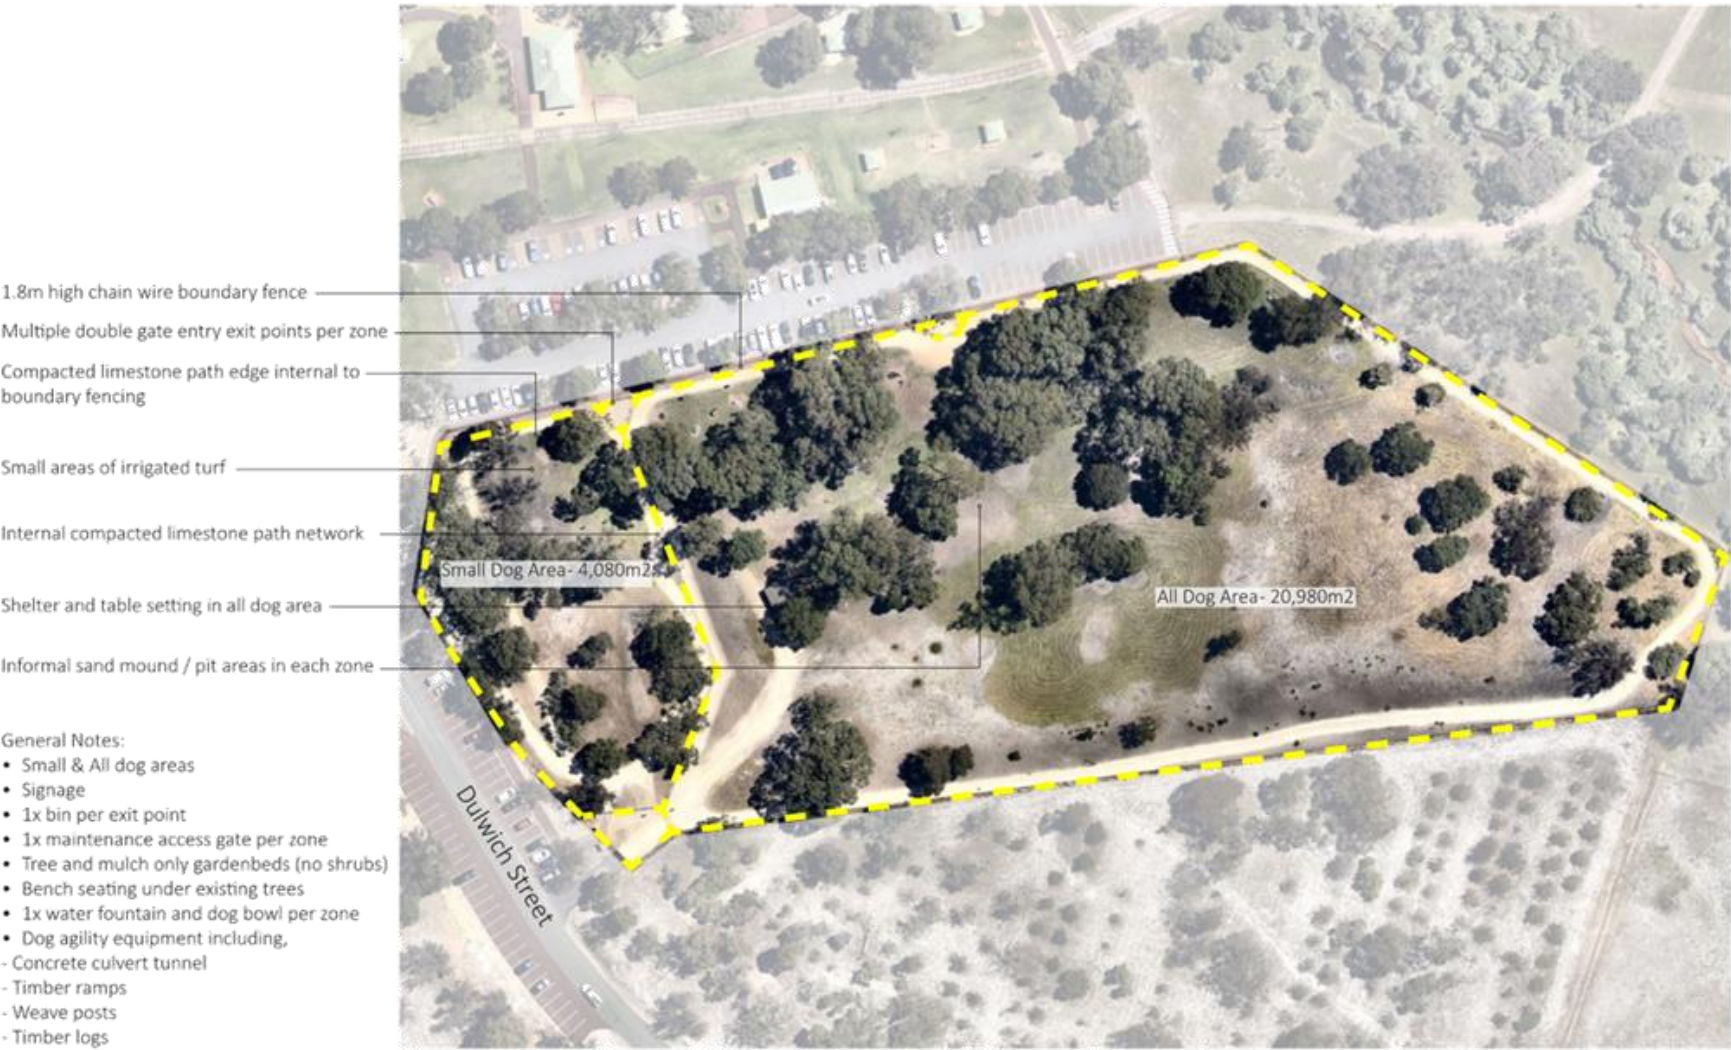 1.8m high chain wire boundary fence
Multiple double gate entry exit points per zone
Compacted limestone path edge internal to
boundary fencing
Small areas of irrigated turf
Internal compacted limestone path network
Small Dog Area- 4,080m2
Shelter and table setting in all dog area
All Dog Area- 20,980m2
Informal sand mound / pit areas in each zone
General Notes:
• Small & All dog areas
• Signage
• 1x bin per exit point
• 1x maintenance access gate per zone
• Tree and mulch only gardenbeds (no shrubs)
• Bench seating under existing trees
• 1x water fountain and dog bowl per zone
• Dog agility equipment including,
- Concrete culvert tunnel
- Timber ramps
- Weave posts
- Timber logs
Dulwich Street